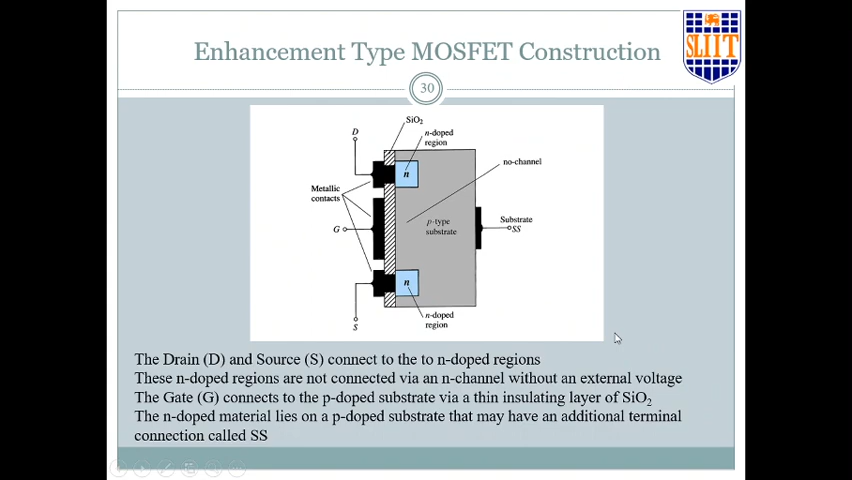 Enhancement Type MOSFET Construction
SLIIT
30
SiO₂
D
n-doped
region
n
no-channel
Metallic
contacts
G
p-type
substrate
Substrate
SS
n
S
n-doped
region
The Drain (D) and Source (S) connect to the to n-doped regions
These n-doped regions are not connected via an n-channel without an external voltage
The Gate (G) connects to the p-doped substrate via a thin insulating layer of SiO₂
The n-doped material lies on a p-doped substrate that may have an additional terminal
connection called SS